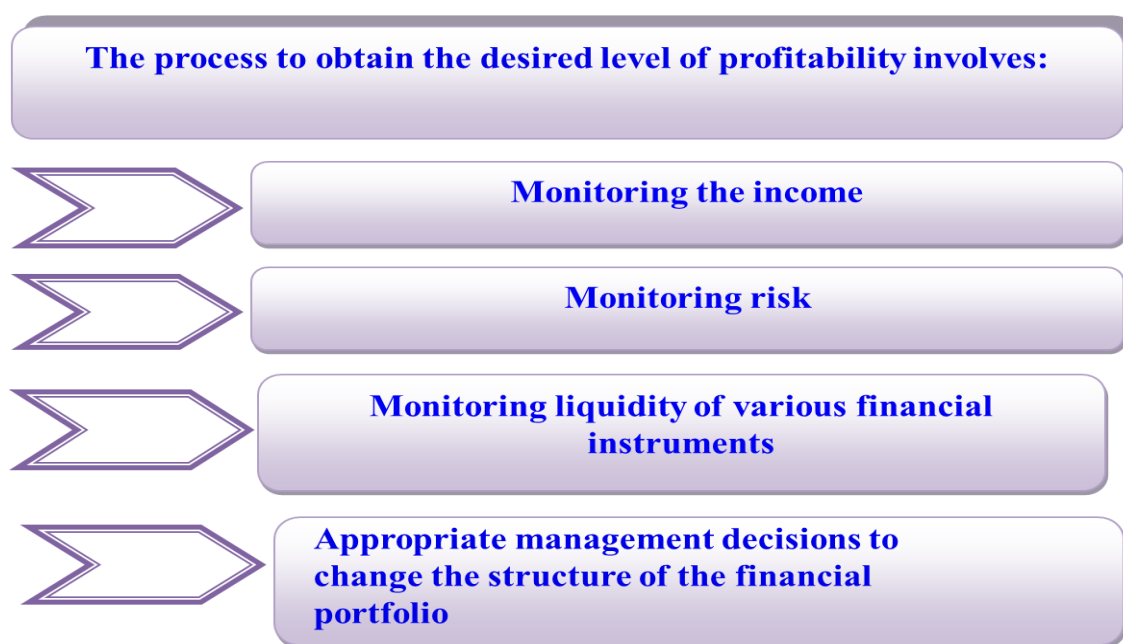 The process to obtain the desired level of profitability involves:
Monitoring the income
Monitoring risk
Monitoring liquidity of various financial
instruments
Appropriate management decisions to
change the structure of the financial
portfolio